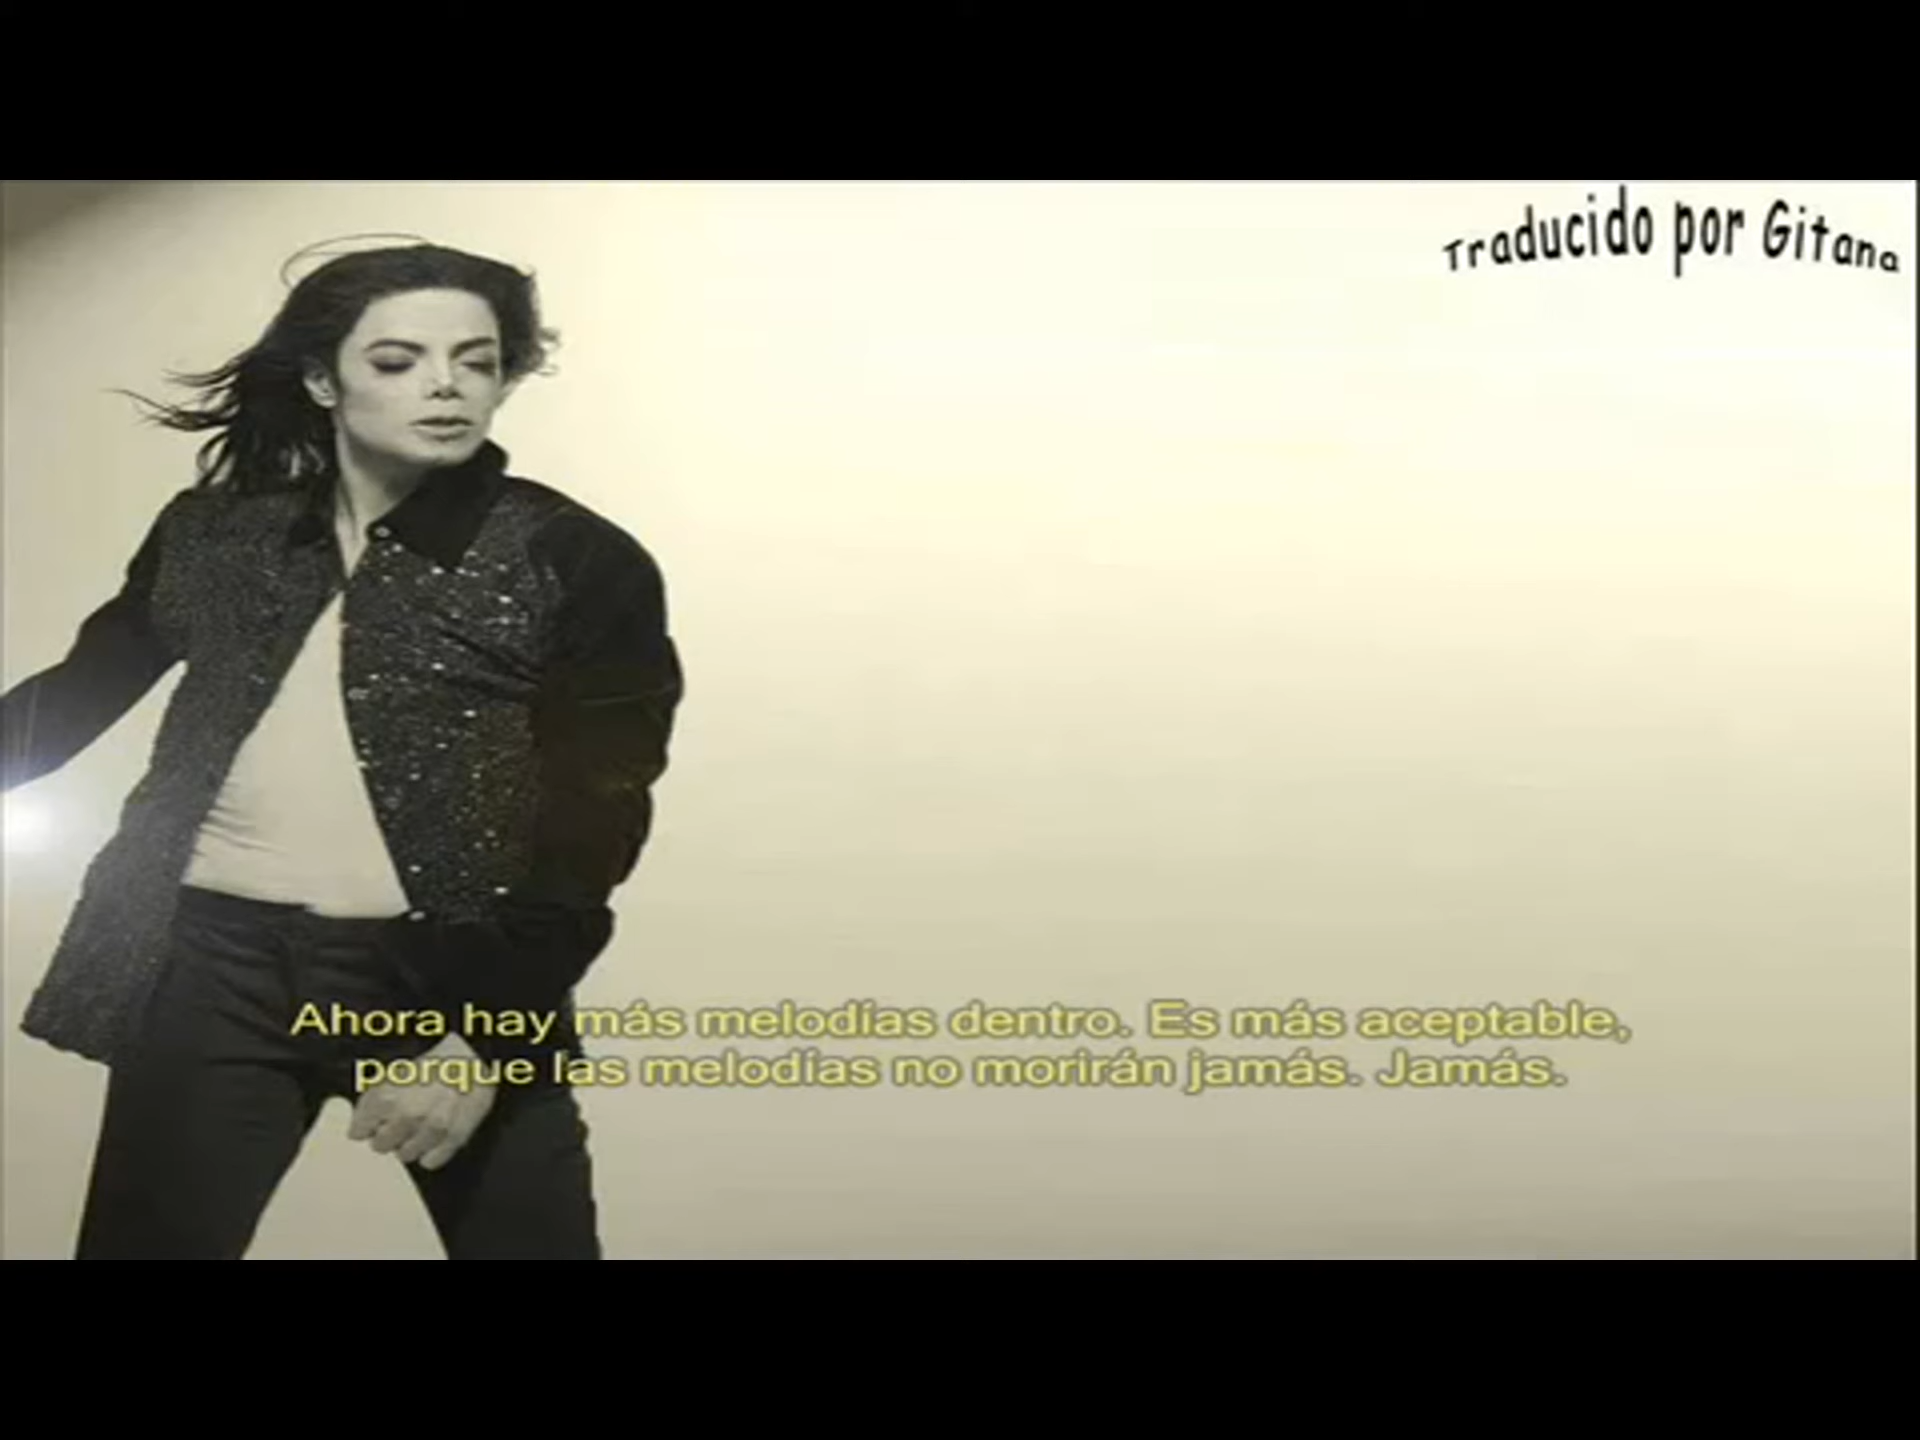 Traducido por Gitana
Ahora hay más melodías dentro. Es más aceptable,
porque las melodías no morirán jamás. Jamás.